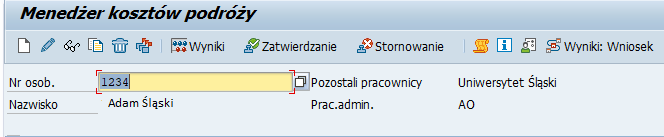 Menedżer kosztów podróży
Wyniki Zatwierdzanie Stornowanie Wyniki: Wniosek
Nr osob. 1234 Pozostali pracownicy Uniwersytet Śląski
Nazwisko Adam Śląski Prac.admin. AO